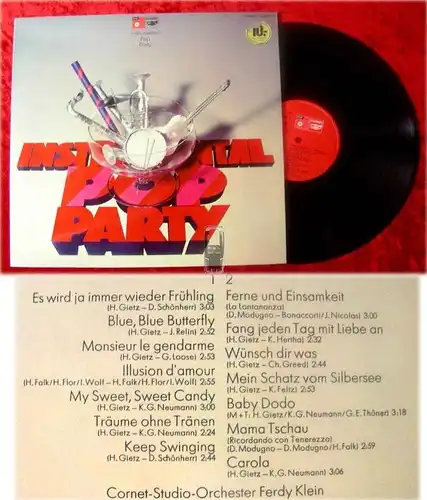 Instrumental
Pop
Party
10,-
INST
TAL
POP
PARTY
1 2
Es wird ja immer wieder Frühling
(H. Gietz – D. Schönherr) 3:03
Blue, Blue Butterfly
(H. Gietz – J. Relin) 2:52
Monsieur le gendarme
(H. Gietz – G. Loose) 2:53
Illusion d'amour
(H. Falk/H. Flor/J. Wolf – H. Falk/H. Flor/J. Wolf) 2:55
My Sweet, Sweet Candy
(H. Gietz – K.G. Neumann) 3:00
Träume ohne Tränen
(H. Gietz – K.G. Neumann) 2:24
Keep Swinging
(H. Gietz – D. Schönherr) 2:44
Ferne und Einsamkeit
(La Lontananza)
(D. Modugno – Bonaccorti/J. Nicolas) 3:00
Fang jeden Tag mit Liebe an
(H. Gietz – K. Hertha) 2:32
Wünsch dir was
(H. Gietz – Ch. Greed) 2:44
Mein Schatz vom Silbersee
(H. Gietz – K. Feltz) 2:53
Baby Dodo
(M+T: H. Gietz/K.G. Neumann/G.E. Thöner) 3:18
Mama Tschau
(Ricordando con Tenerezza)
(D. Modugno – D. Modugno/H. Falk) 2:59
Carola
(H. Gietz – K.G. Neumann) 3:06
Cornet-Studio-Orchester Ferdy Klein